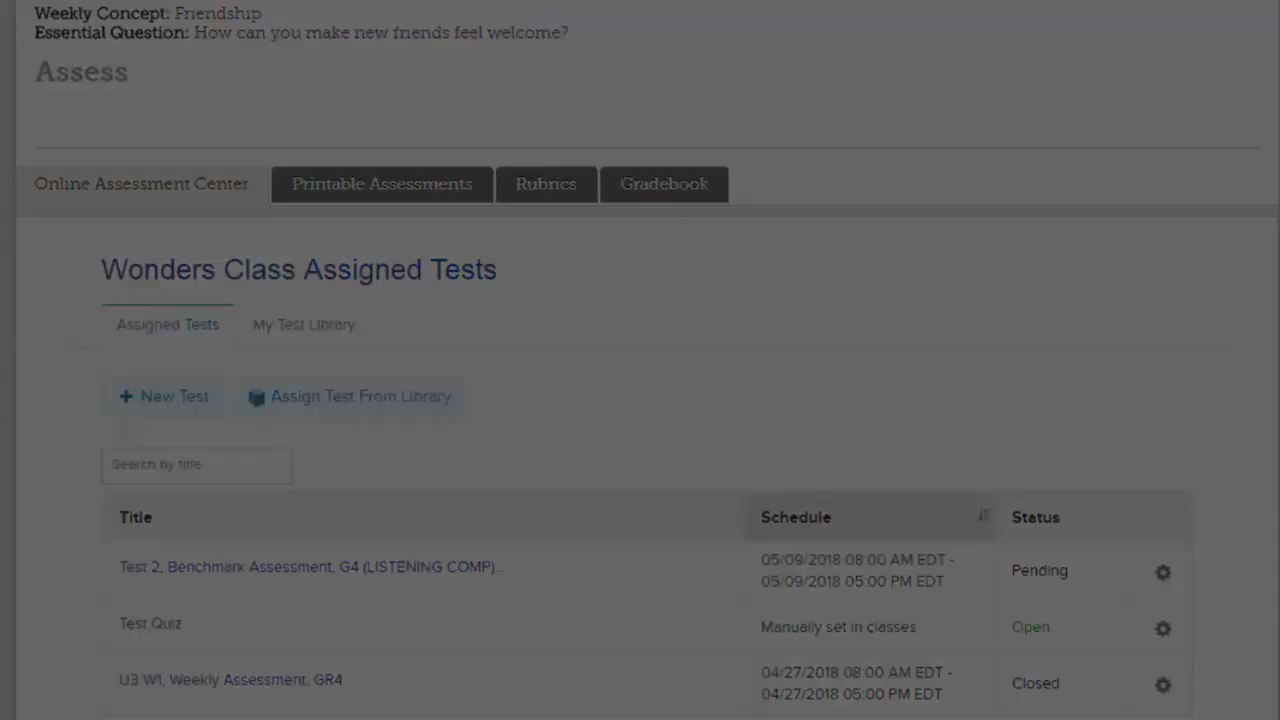 Weekly Concept: Friendship
Essential Question: How can you make new friends feel welcome?
Assess
Online Assessment Center Printable Assessments Rubrics Gradebook
Wonders Class Assigned Tests
Assigned Tests My Test Library
+ New Test Assign Test From Library
Search by title
Title Schedule Status
Test 2, Benchmark Assessment, G4 (LISTENING COMP)... 05/09/2018 08:00 AM EDT - Pending
05/09/2018 05:00 PM EDT
Test Quiz Manually set in classes Open
U3 W1, Weekly Assessment, GR4 04/27/2018 08:00 AM EDT - Closed
04/27/2018 05:00 PM EDT